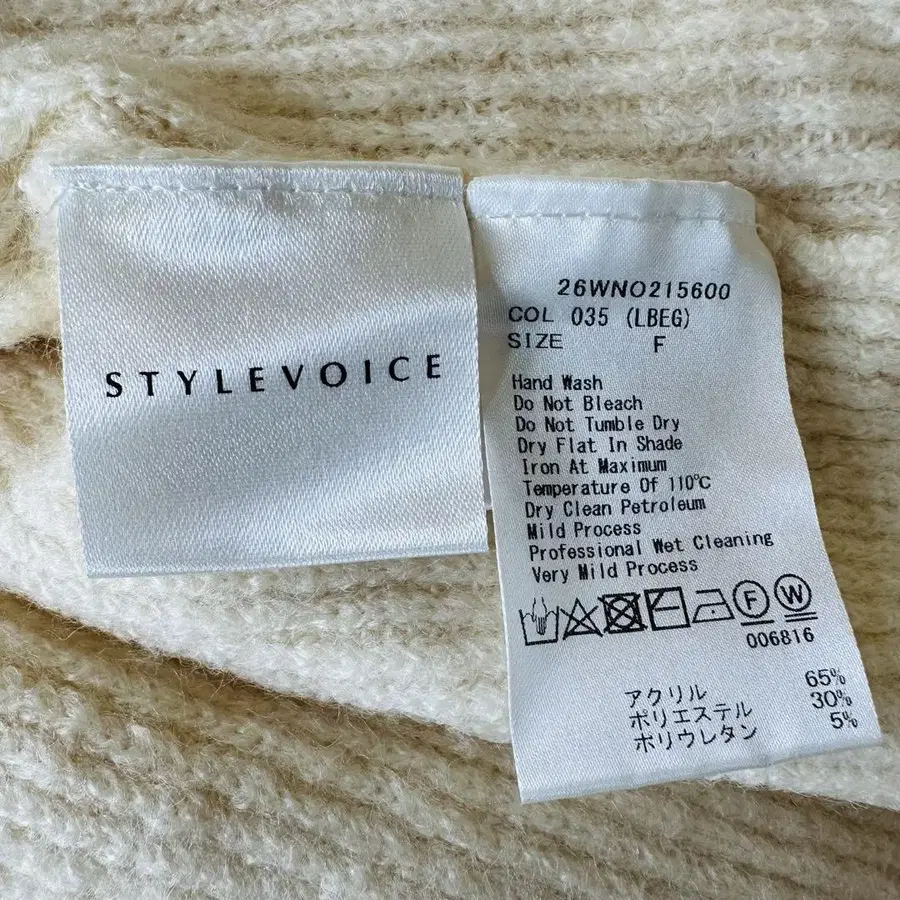 STYLEVOICE
26WNO215600
COL 035 (LBEG)
SIZE F
Hand Wash
Do Not Bleach
Do Not Tumble Dry
Dry Flat In Shade
Iron At Maximum
Temperature Of 110℃
Dry Clean Petroleum
Mild Process
Professional Wet Cleaning
Very Mild Process
F W
006816
アクリル 65%
ポリエステル 30%
ポリウレタン 5%